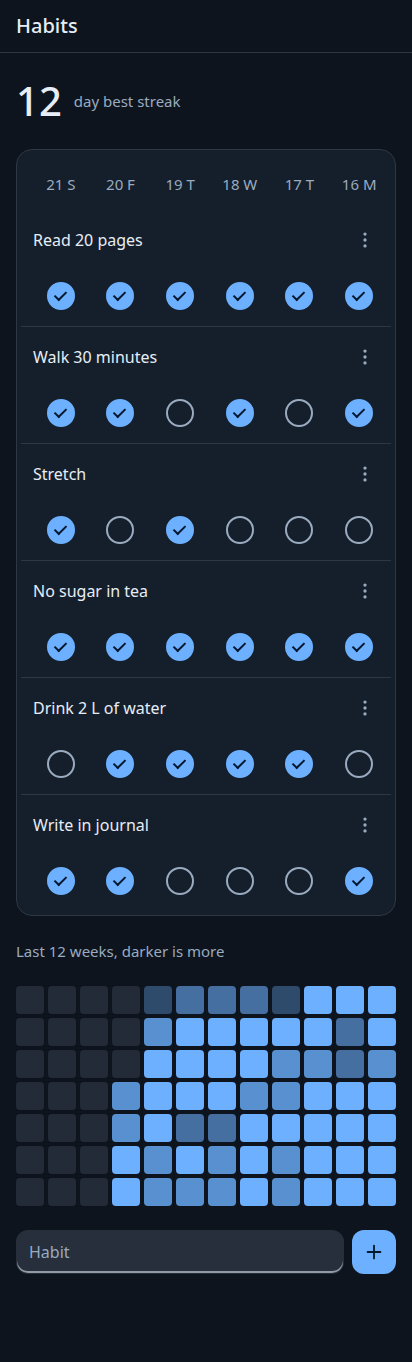 Habits
12 day best streak
21 S 20 F 19 T 18 W 17 T 16 M
Read 20 pages
Walk 30 minutes
Stretch
No sugar in tea
Drink 2 L of water
Write in journal
Last 12 weeks, darker is more
Habit